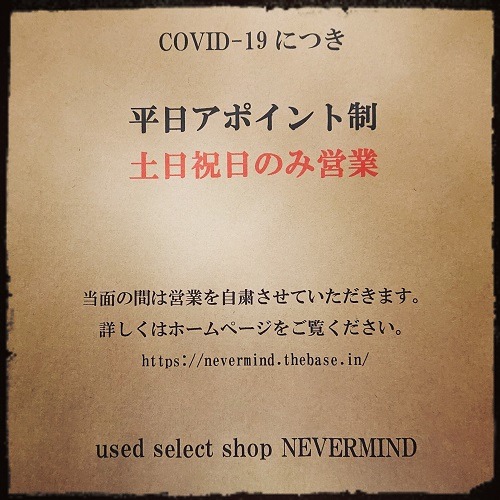 COVID-19につき
平日アポイント制
土日祝日のみ営業
当面の間は営業を自粛させていただきます。
詳しくはホームページをご覧ください。
https://nevermind.thebase.in/
used select shop NEVERMIND